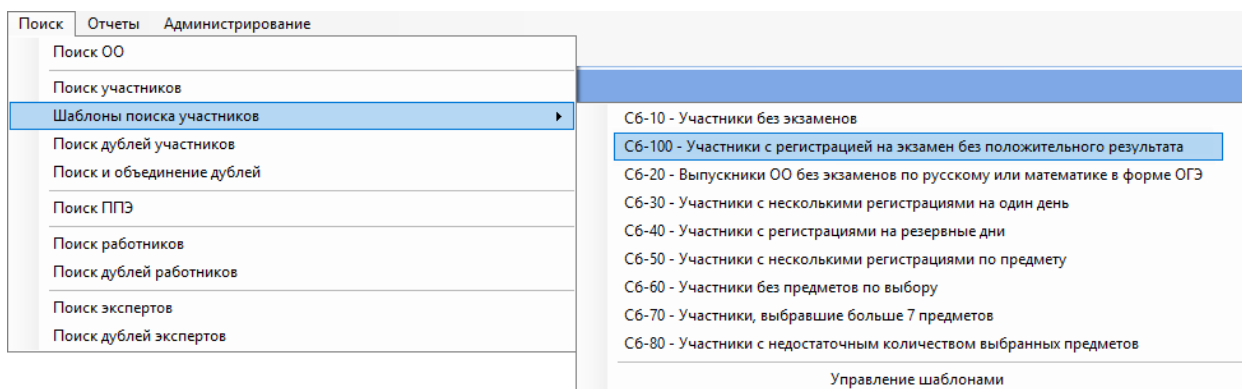 Поиск Отчеты Администрирование
Поиск ОО
Поиск участников
Шаблоны поиска участников
Поиск дублей участников
Поиск и объединение дублей
Поиск ППЭ
Поиск работников
Поиск дублей работников
Поиск экспертов
Поиск дублей экспертов
С6-10 - Участники без экзаменов
С6-100 - Участники с регистрацией на экзамен без положительного результата
С6-20 - Выпускники ОО без экзаменов по русскому или математике в форме ОГЭ
С6-30 - Участники с несколькими регистрациями на один день
С6-40 - Участники с регистрациями на резервные дни
С6-50 - Участники с несколькими регистрациями по предмету
С6-60 - Участники без предметов по выбору
С6-70 - Участники, выбравшие больше 7 предметов
С6-80 - Участники с недостаточным количеством выбранных предметов
Управление шаблонами